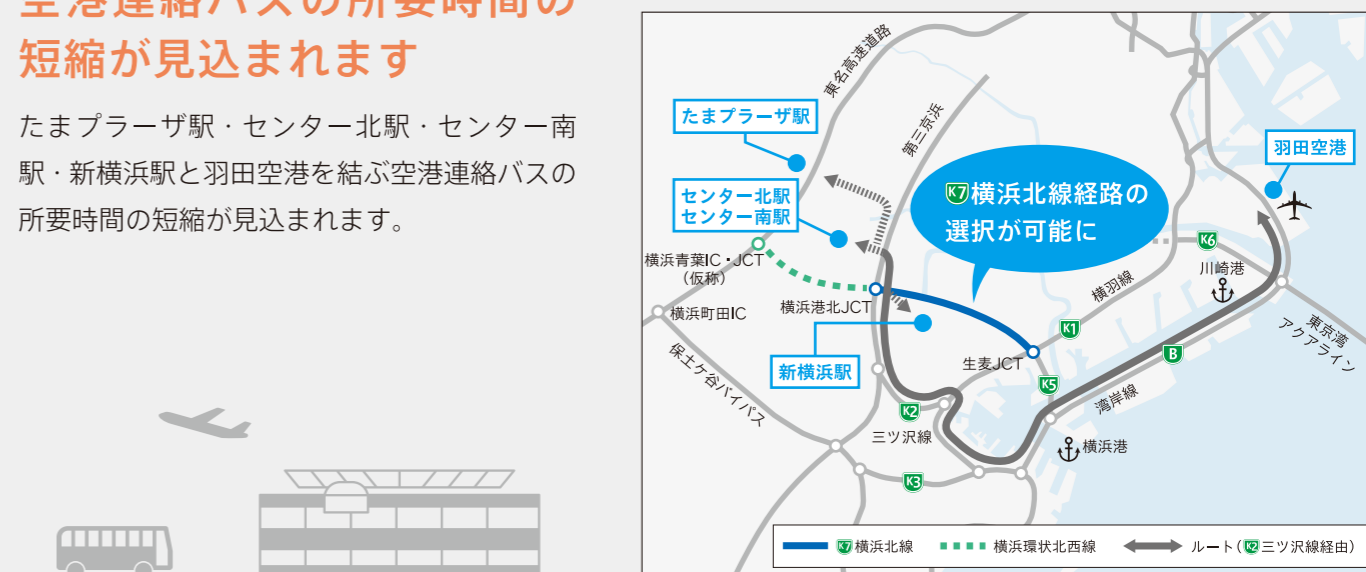 空港連絡バスの所要時間の
短縮が見込まれます
たまプラーザ駅・センター北駅・センター南
駅・新横浜駅と羽田空港を結ぶ空港連絡バスの
所要時間の短縮が見込まれます。
東名高速道路
第三京浜
たまプラーザ駅
羽田空港
センター北駅
センター南駅
K7横浜北線経路の
選択が可能に
K6
川崎港
横浜青葉IC・JCT
(仮称)
横浜港北JCT
横羽線
横浜町田IC
K1
東京湾
アクアライン
保土ヶ谷バイパス
新横浜駅
生麦JCT
B
K5
湾岸線
K2
三ツ沢線
横浜港
K3
K7横浜北線
横浜環状北西線
ルート(K2三ツ沢線経由)